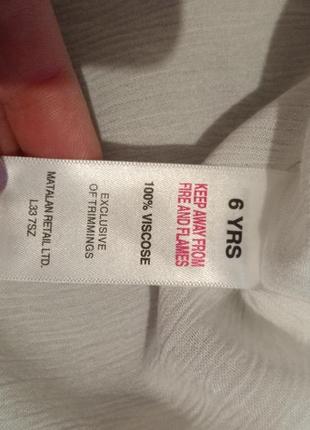 6 YRS
KEEP AWAY FROM
FIRE AND FLAMES
100% VISCOSE
EXCLUSIVE
OF TRIMMINGS
MATALAN RETAIL LTD.
L33 7SZ